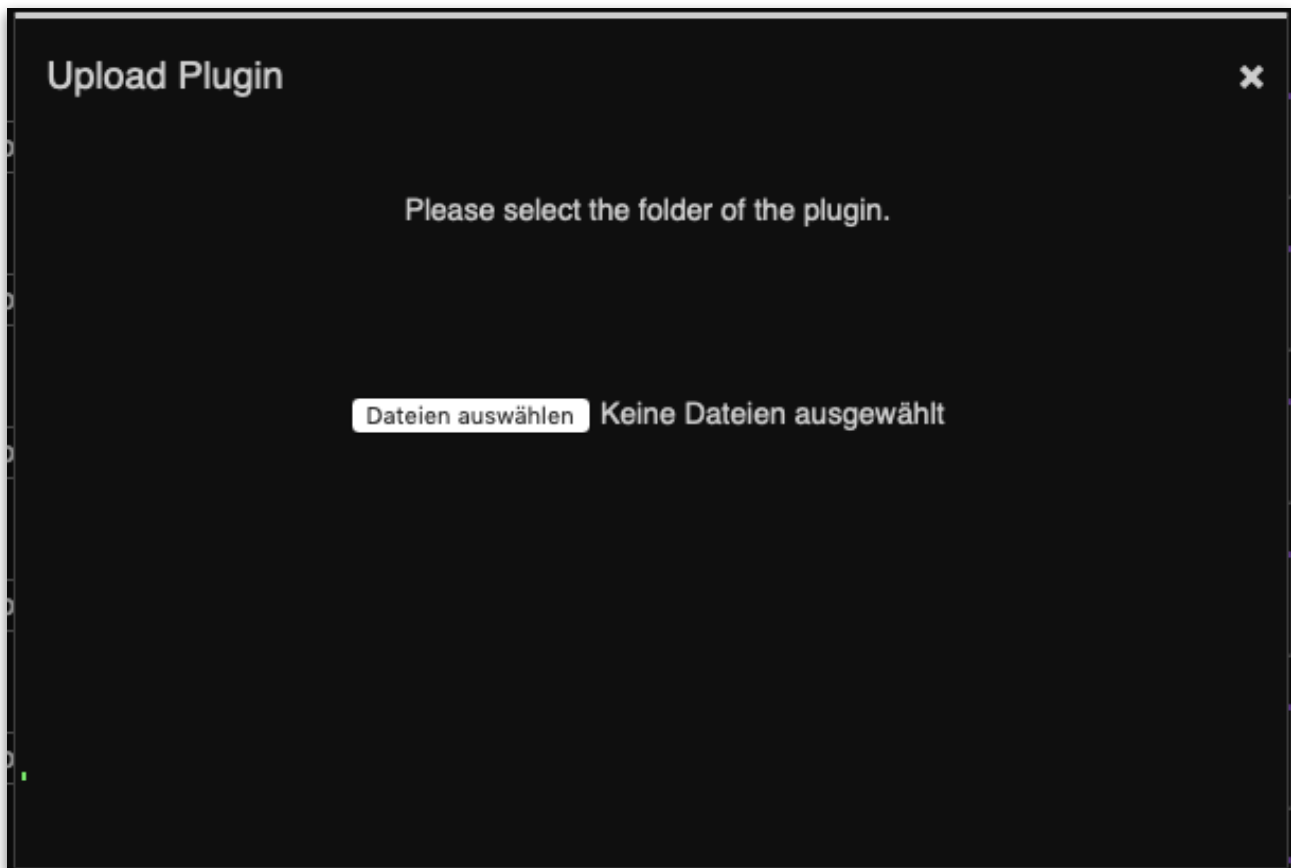 Upload Plugin
Please select the folder of the plugin.
Dateien auswählen Keine Dateien ausgewählt